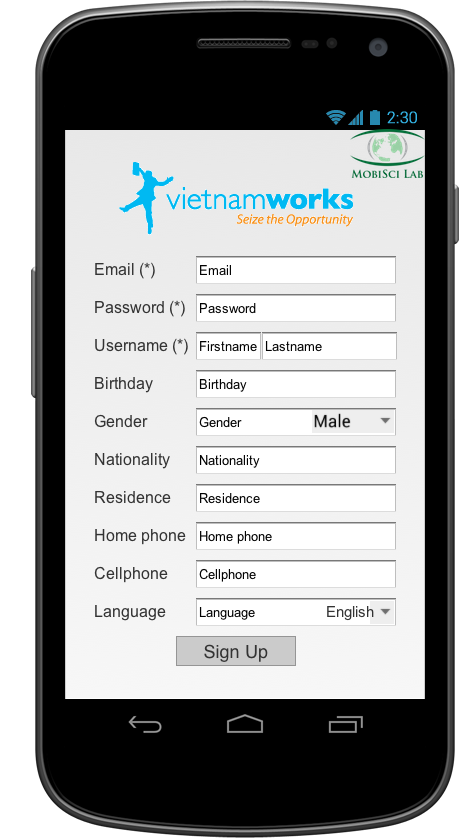 2:30
MobiSci Lab
vietnamworks
Seize the Opportunity
Email (*) Email
Password (*) Password
Username (*) Firstname Lastname
Birthday Birthday
Gender Gender Male
Nationality Nationality
Residence Residence
Home phone Home phone
Cellphone Cellphone
Language Language English
Sign Up